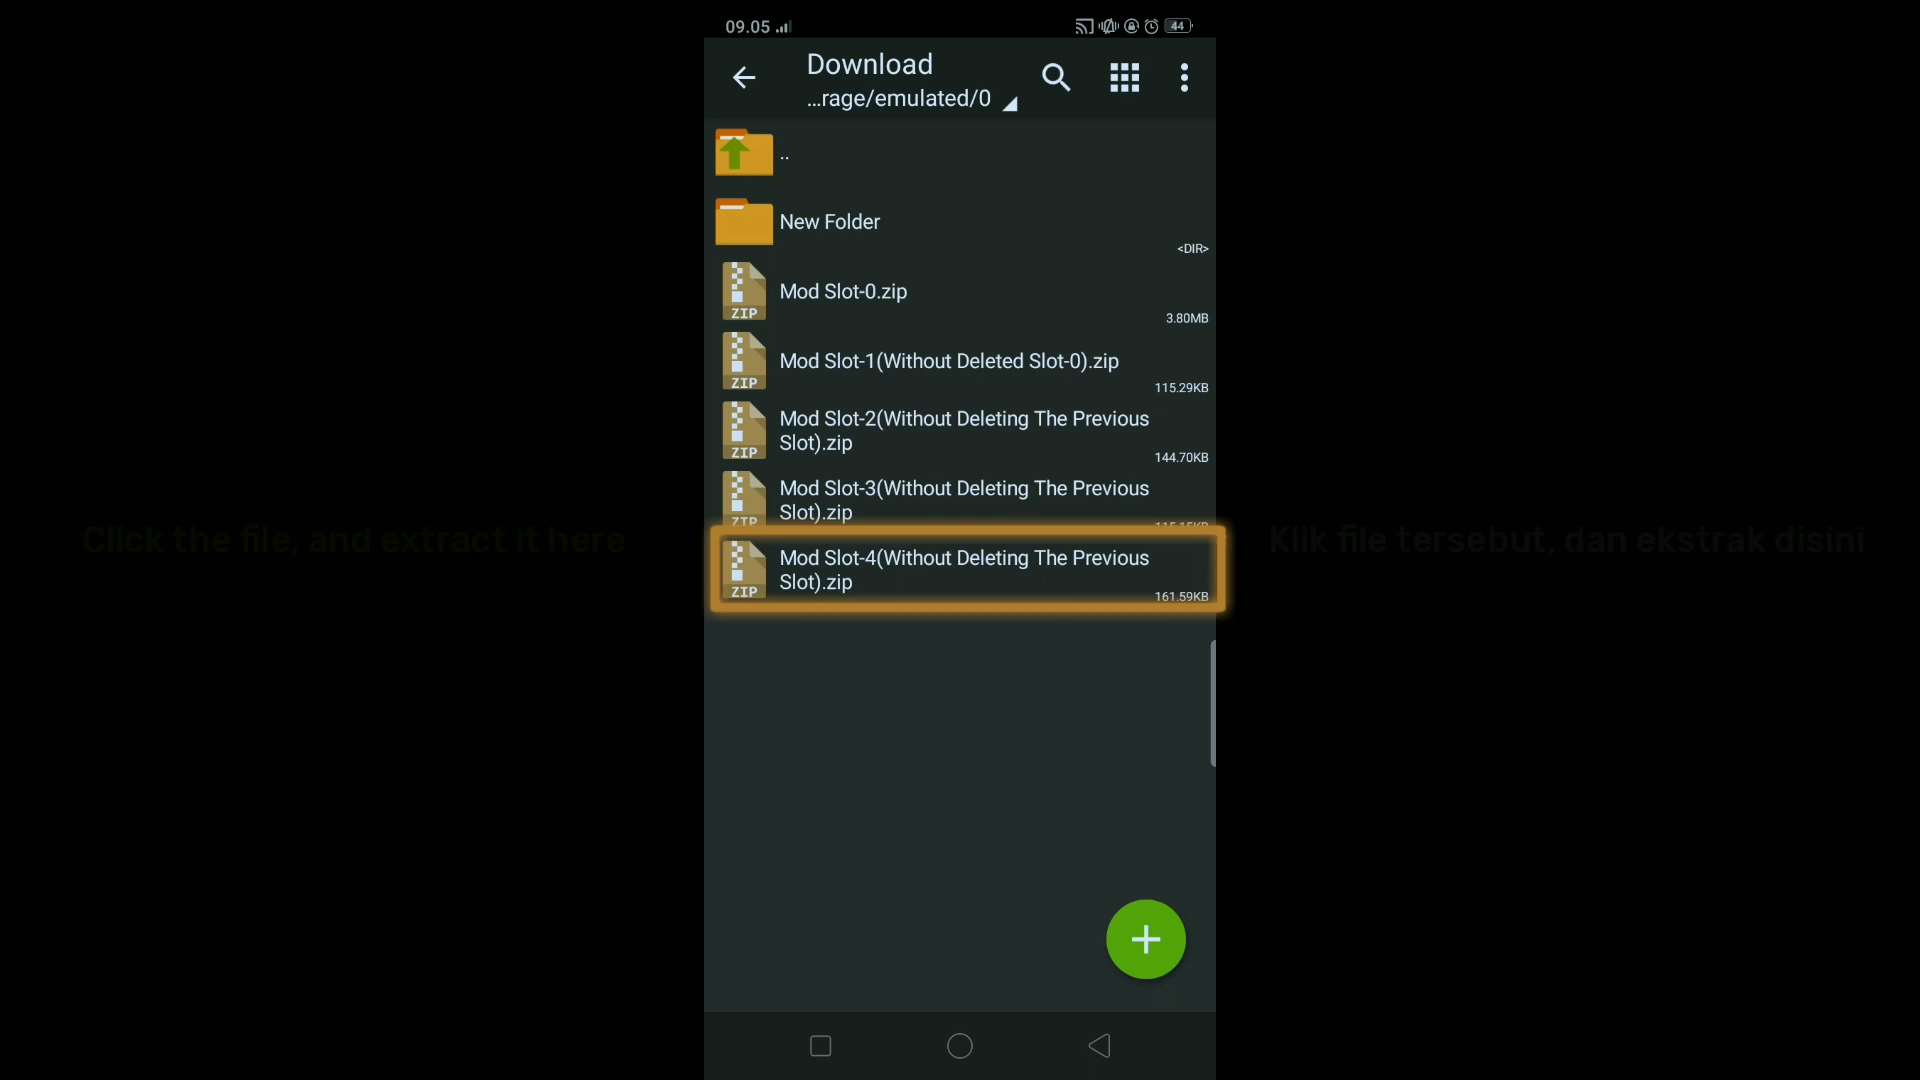 09.05
44
Download
...rage/emulated/0
..
New Folder
<DIR>
ZIP
Mod Slot-0.zip
3.80MB
ZIP
Mod Slot-1(Without Deleted Slot-0).zip
115.29KB
ZIP
Mod Slot-2(Without Deleting The Previous
Slot).zip
144.70KB
ZIP
Mod Slot-3(Without Deleting The Previous
Slot).zip
115.15KB
Click the file, and extract it here
ZIP
Mod Slot-4(Without Deleting The Previous
Slot).zip
161.59KB
Klik file tersebut, dan ekstrak disini